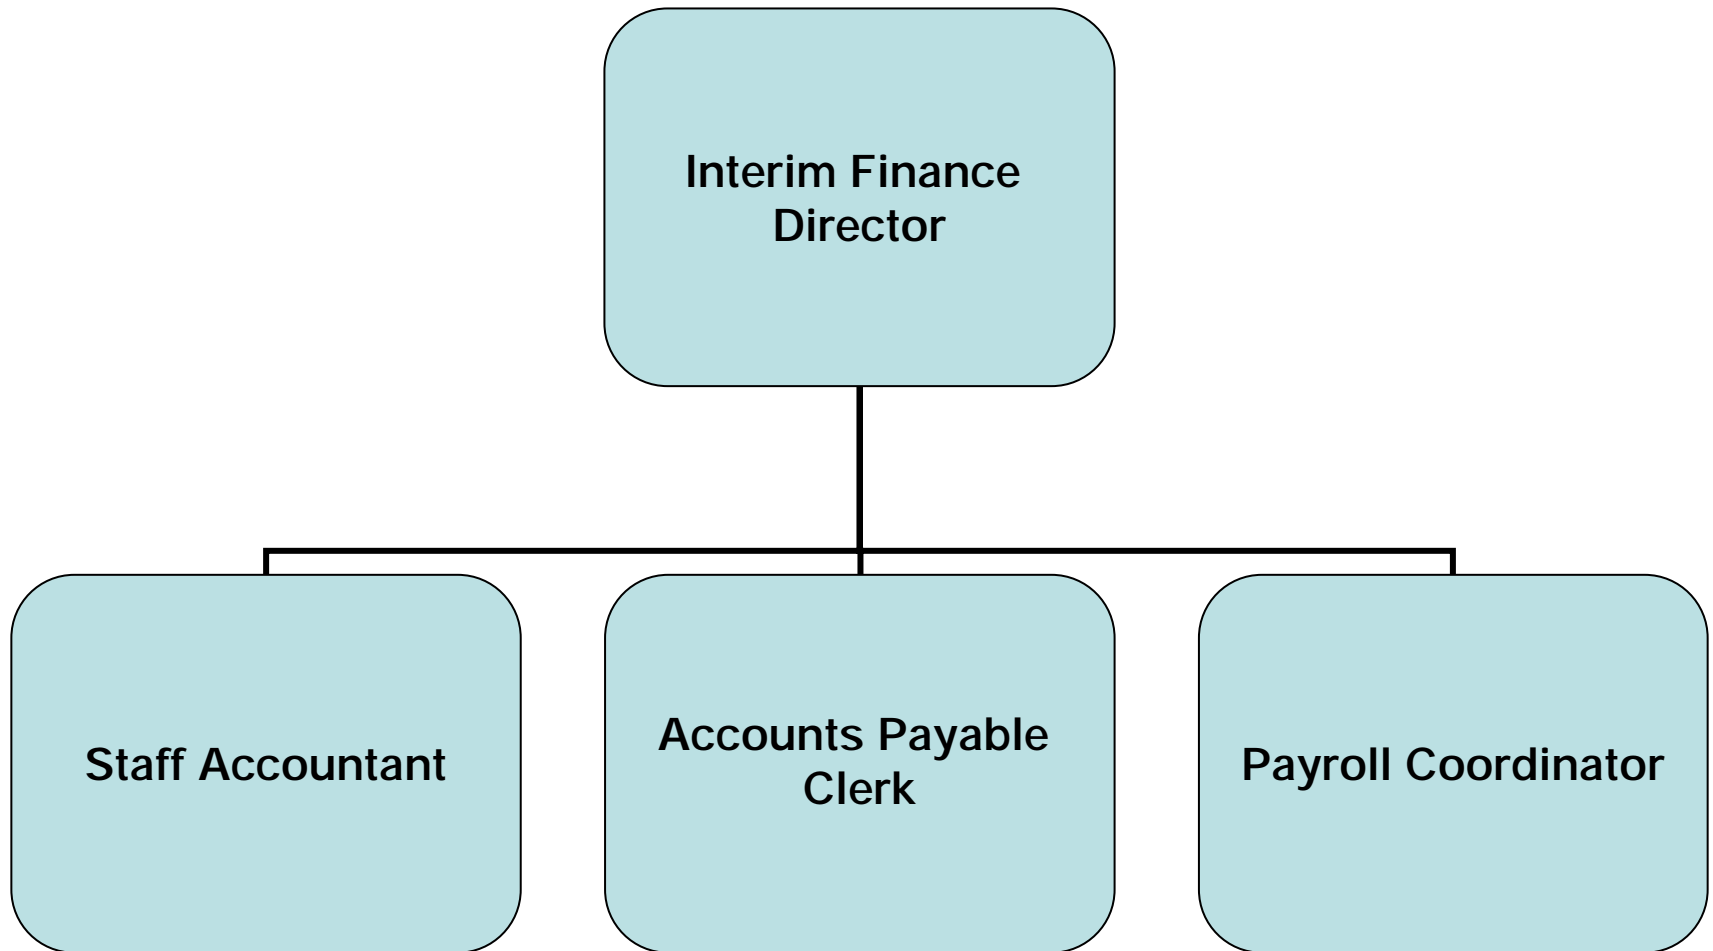 Interim Finance
Director
Staff Accountant
Accounts Payable
Clerk
Payroll Coordinator